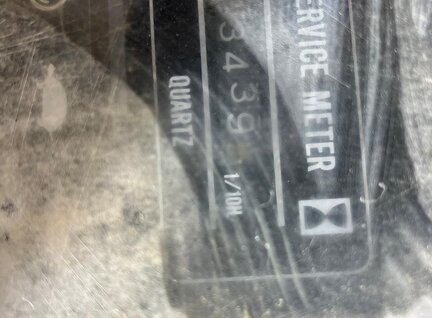 SERVICE METER
3439
1/10H
QUARTZ